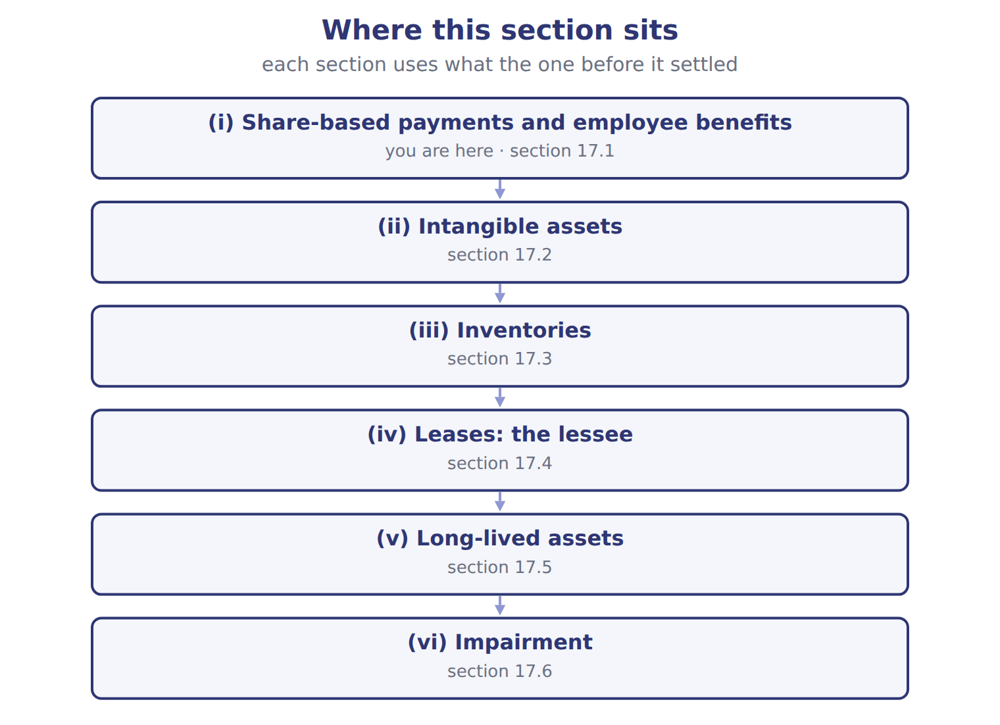 Where this section sits
each section uses what the one before it settled
(i) Share-based payments and employee benefits
you are here · section 17.1
(ii) Intangible assets
section 17.2
(iii) Inventories
section 17.3
(iv) Leases: the lessee
section 17.4
(v) Long-lived assets
section 17.5
(vi) Impairment
section 17.6